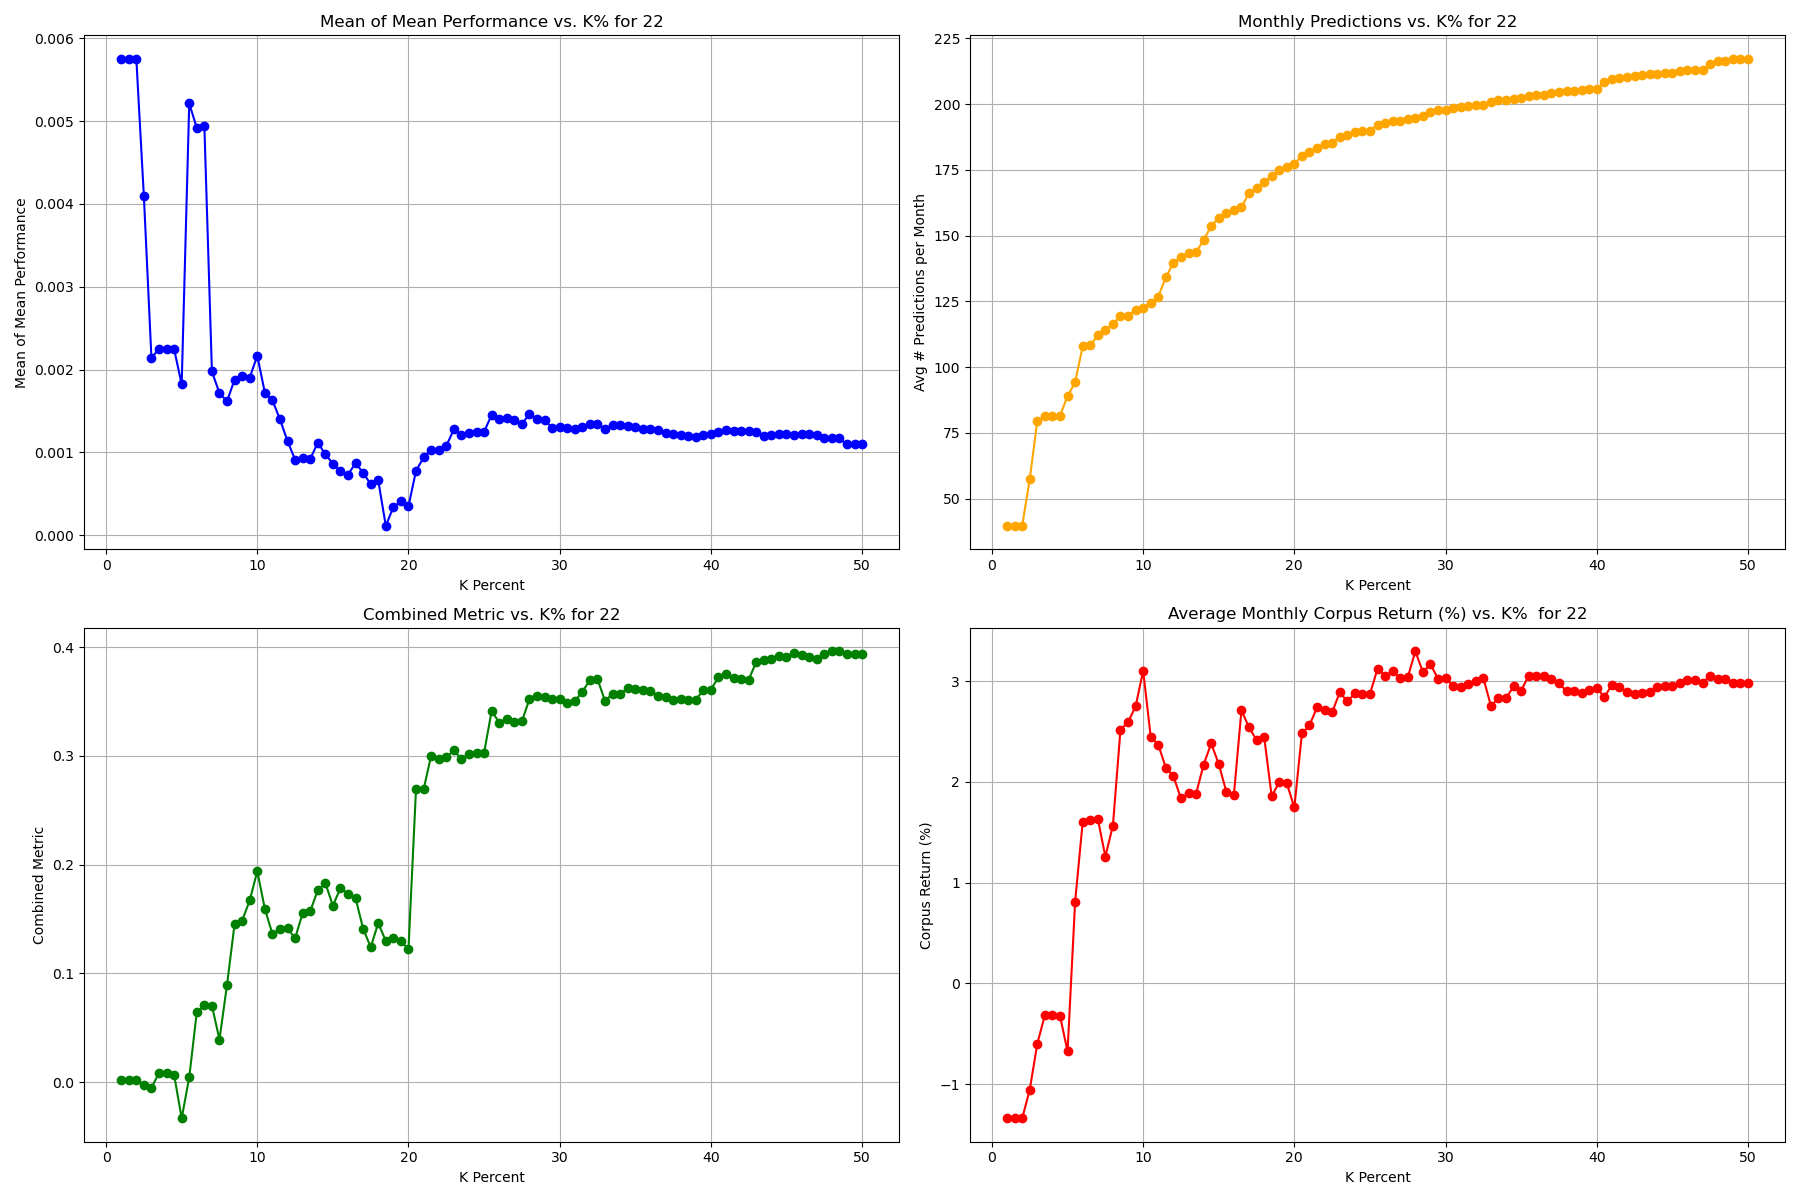 Mean of Mean Performance vs. K% for 22
0.006
0.005
0.004
0.003
0.002
0.001
0.000
Mean of Mean Performance
0 10 20 30 40 50
K Percent
Monthly Predictions vs. K% for 22
225
200
175
150
125
100
75
50
Avg # Predictions per Month
0 10 20 30 40 50
K Percent
Combined Metric vs. K% for 22
0.4
0.3
0.2
0.1
0.0
Combined Metric
0 10 20 30 40 50
K Percent
Average Monthly Corpus Return (%) vs. K%  for 22
3
2
1
0
−1
Corpus Return (%)
0 10 20 30 40 50
K Percent